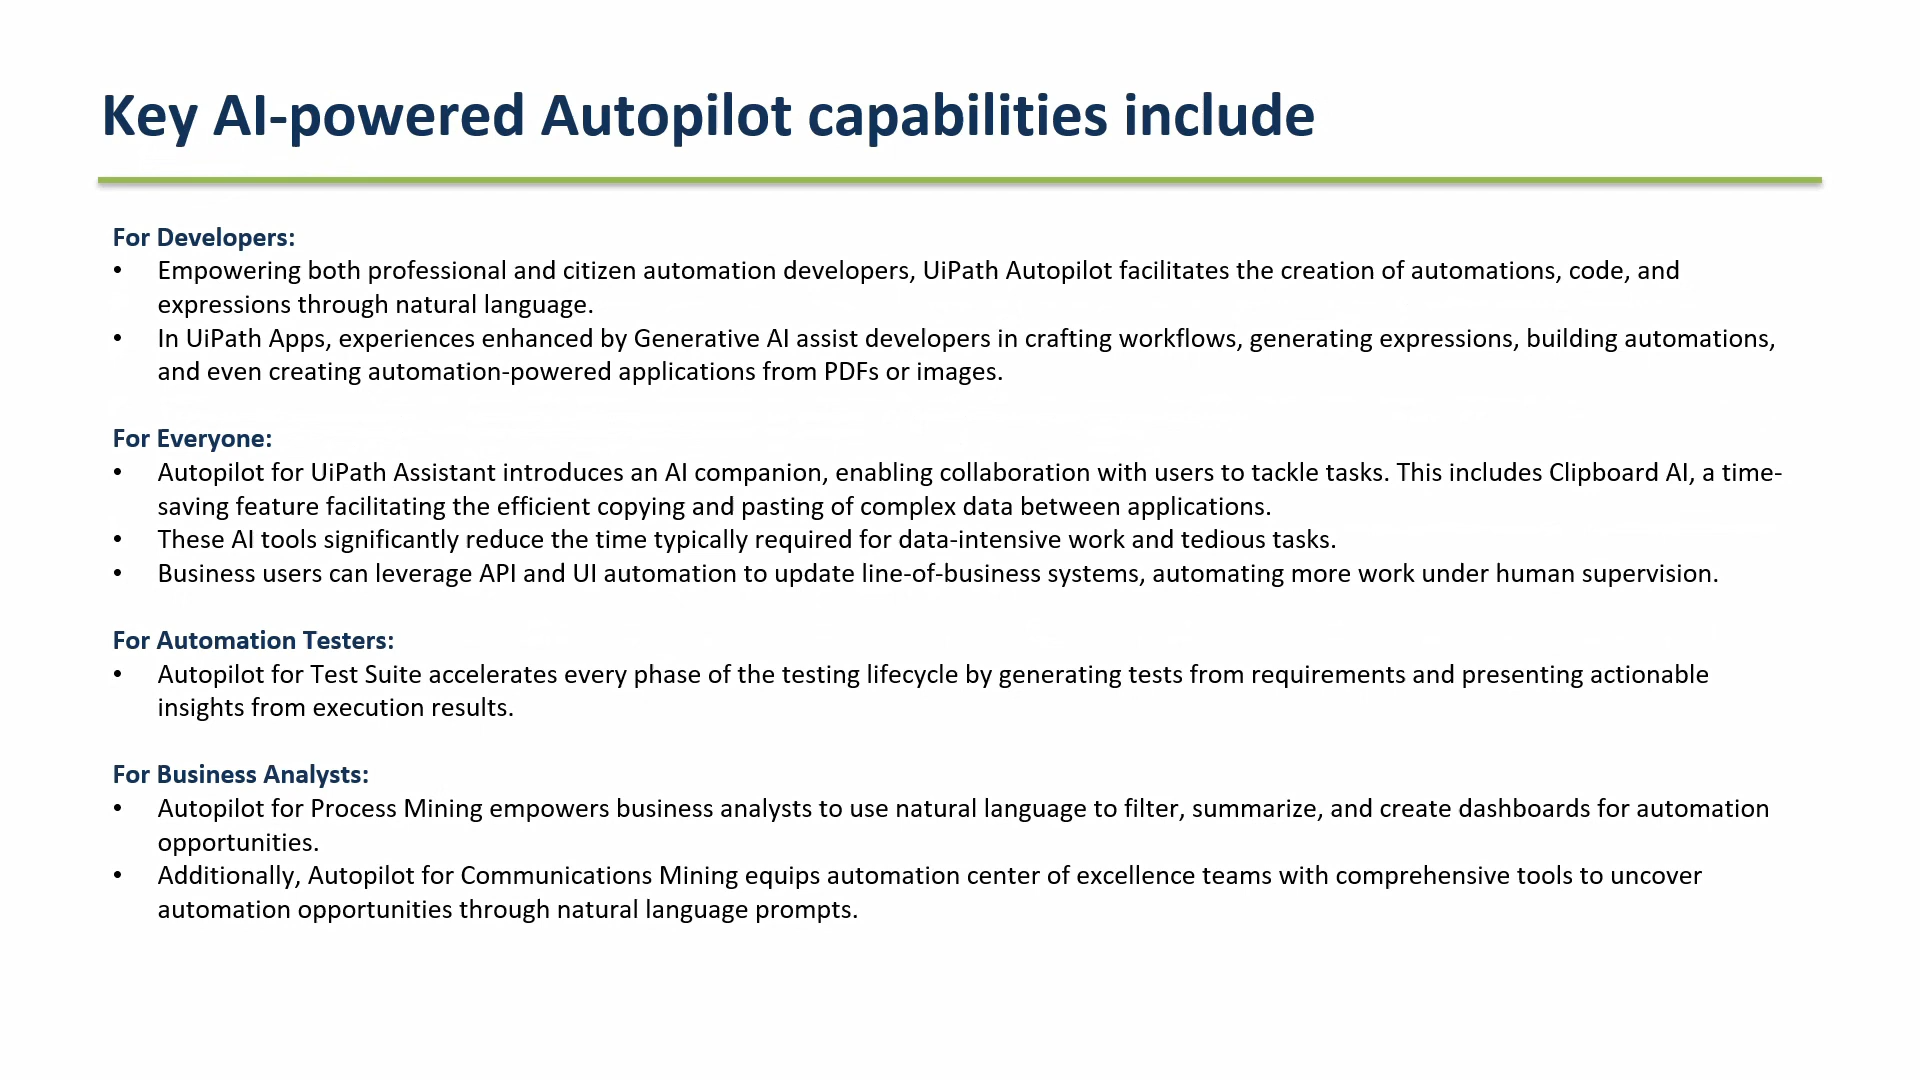 Key AI-powered Autopilot capabilities include
For Developers:
• Empowering both professional and citizen automation developers, UiPath Autopilot facilitates the creation of automations, code, and
expressions through natural language.
• In UiPath Apps, experiences enhanced by Generative AI assist developers in crafting workflows, generating expressions, building automations,
and even creating automation-powered applications from PDFs or images.
For Everyone:
• Autopilot for UiPath Assistant introduces an AI companion, enabling collaboration with users to tackle tasks. This includes Clipboard AI, a time-
saving feature facilitating the efficient copying and pasting of complex data between applications.
• These AI tools significantly reduce the time typically required for data-intensive work and tedious tasks.
• Business users can leverage API and UI automation to update line-of-business systems, automating more work under human supervision.
For Automation Testers:
• Autopilot for Test Suite accelerates every phase of the testing lifecycle by generating tests from requirements and presenting actionable
insights from execution results.
For Business Analysts:
• Autopilot for Process Mining empowers business analysts to use natural language to filter, summarize, and create dashboards for automation
opportunities.
• Additionally, Autopilot for Communications Mining equips automation center of excellence teams with comprehensive tools to uncover
automation opportunities through natural language prompts.